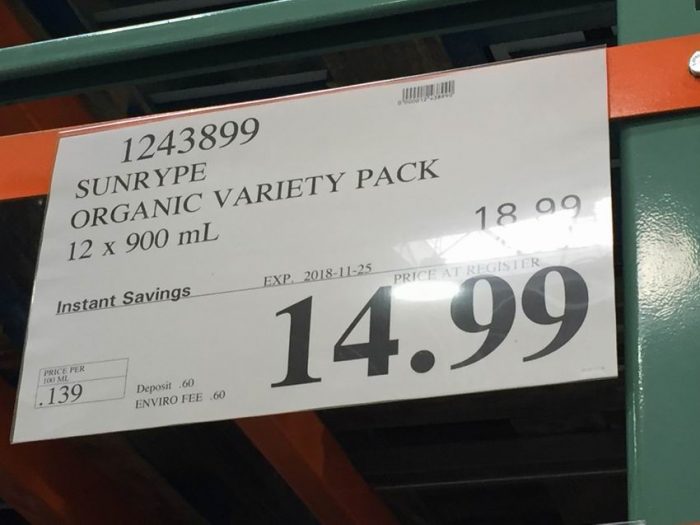 1243899
SUNRYPE
ORGANIC VARIETY PACK
12 x 900 mL
18.99
Instant Savings
EXP. 2018-11-25
PRICE AT REGISTER
14.99
PRICE PER
100 ML
.139
Deposit .60
ENVIRO FEE .60